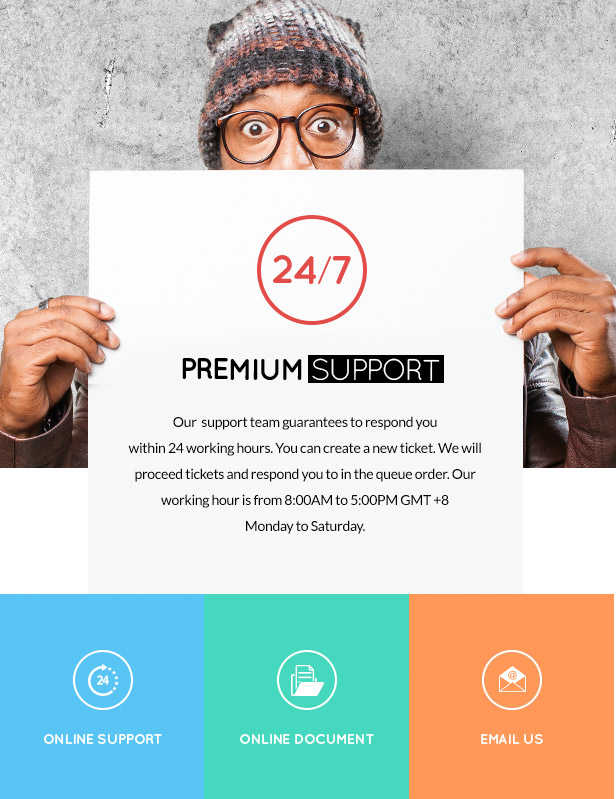 24/7
PREMIUM SUPPORT
Our support team guarantees to respond you
within 24 working hours. You can create a new ticket. We will
proceed tickets and respond you to in the queue order. Our
working hour is from 8:00AM to 5:00PM GMT +8
Monday to Saturday.
24
@
ONLINE SUPPORT
ONLINE DOCUMENT
EMAIL US